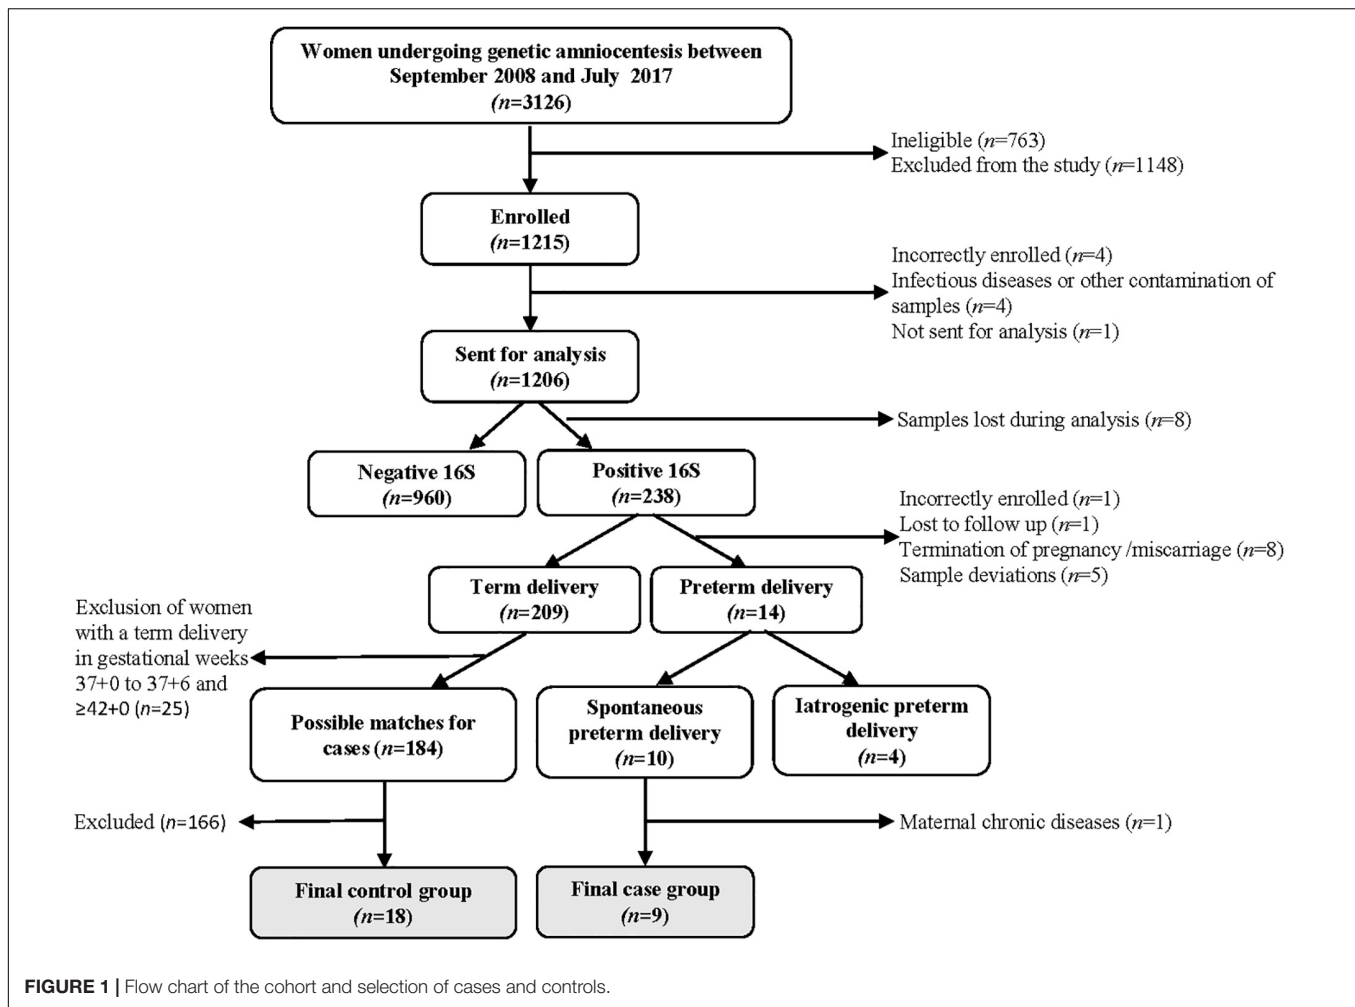 Women undergoing genetic amniocentesis between
September 2008 and July 2017
(n=3126)
Ineligible (n=763)
Excluded from the study (n=1148)
Enrolled
(n=1215)
Incorrectly enrolled (n=4)
Infectious diseases or other contamination of
samples (n=4)
Not sent for analysis (n=1)
Sent for analysis
(n=1206)
Samples lost during analysis (n=8)
Negative 16S
(n=960)
Positive 16S
(n=238)
Incorrectly enrolled (n=1)
Lost to follow up (n=1)
Termination of pregnancy /miscarriage (n=8)
Sample deviations (n=5)
Term delivery
(n=209)
Preterm delivery
(n=14)
Exclusion of women
with a term delivery
in gestational weeks
37+0 to 37+6 and
≥42+0 (n=25)
Possible matches for
cases (n=184)
Spontaneous
preterm delivery
(n=10)
Iatrogenic preterm
delivery
(n=4)
Excluded (n=166)
Maternal chronic diseases (n=1)
Final control group
(n=18)
Final case group
(n=9)
FIGURE 1 | Flow chart of the cohort and selection of cases and controls.